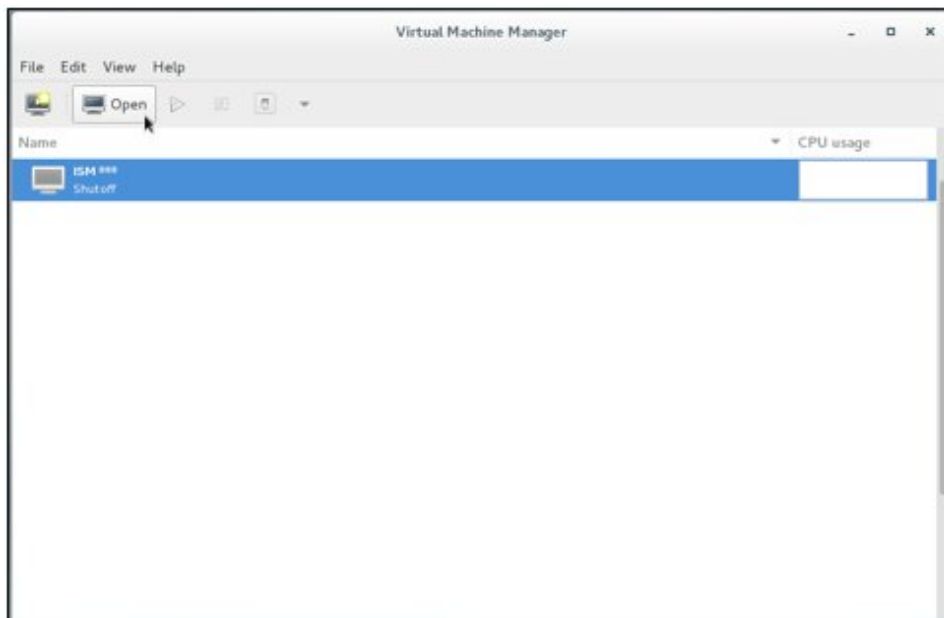 Virtual Machine Manager
File Edit View Help
Open
Name CPU usage
ISM ***
Shutoff